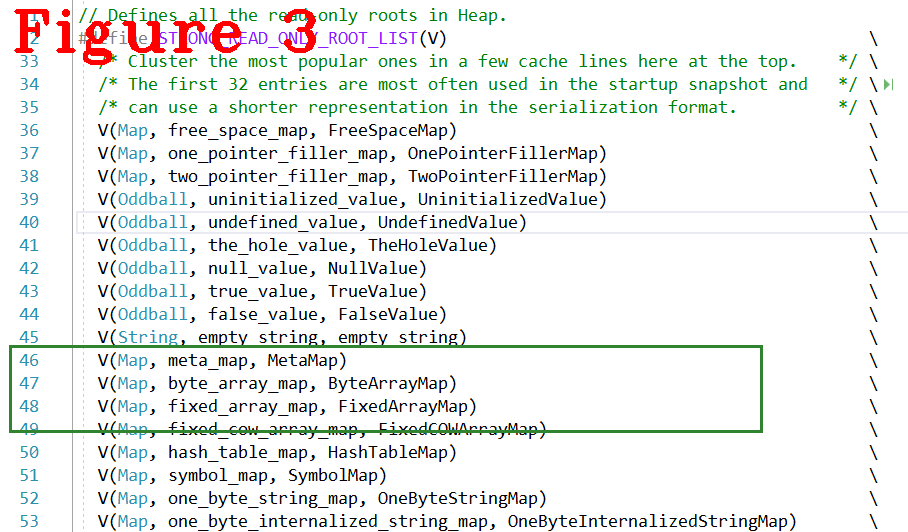 Figure 3
// Defines all the read only roots in Heap.
32 #define STRONG_READ_ONLY_ROOT_LIST(V) \
33 /* Cluster the most popular ones in a few cache lines here at the top. */ \
34 /* The first 32 entries are most often used in the startup snapshot and */ \
35 /* can use a shorter representation in the serialization format. */ \
36 V(Map, free_space_map, FreeSpaceMap) \
37 V(Map, one_pointer_filler_map, OnePointerFillerMap) \
38 V(Map, two_pointer_filler_map, TwoPointerFillerMap) \
39 V(Oddball, uninitialized_value, UninitializedValue) \
40 V(Oddball, undefined_value, UndefinedValue) \
41 V(Oddball, the_hole_value, TheHoleValue) \
42 V(Oddball, null_value, NullValue) \
43 V(Oddball, true_value, TrueValue) \
44 V(Oddball, false_value, FalseValue) \
45 V(String, empty_string, empty_string) \
46 V(Map, meta_map, MetaMap) \
47 V(Map, byte_array_map, ByteArrayMap) \
48 V(Map, fixed_array_map, FixedArrayMap) \
49 V(Map, fixed_cow_array_map, FixedCOWArrayMap) \
50 V(Map, hash_table_map, HashTableMap) \
51 V(Map, symbol_map, SymbolMap) \
52 V(Map, one_byte_string_map, OneByteStringMap) \
53 V(Map, one_byte_internalized_string_map, OneByteInternalizedStringMap) \